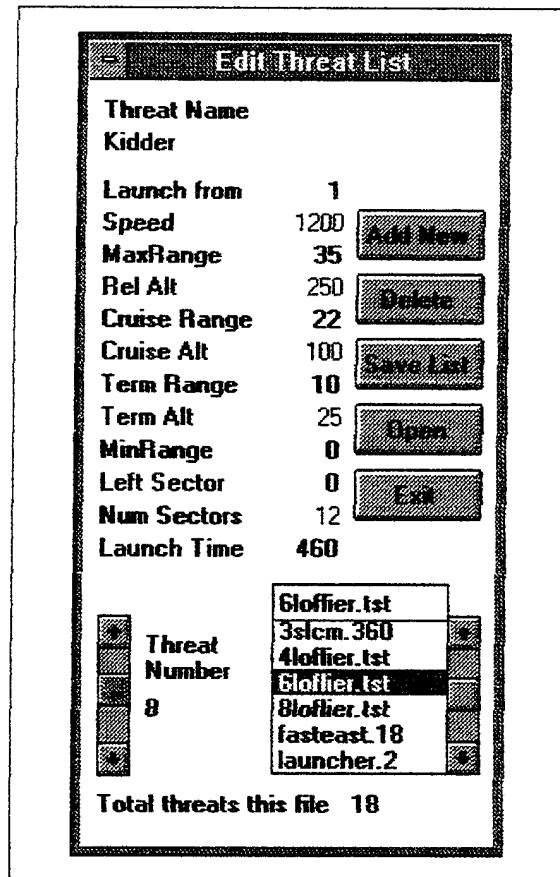 Edit Threat List
Threat Name
Kidder
Launch from 1
Speed 1200
MaxRange 35
Rel Alt 250
Cruise Range 22
Cruise Alt 100
Term Range 10
Term Alt 25
MinRange 0
Left Sector 0
Num Sectors 12
Launch Time 460
Add New
Delete
Save List
Open
Exit
Threat
Number
8
6loflier.tst
3slcm.360
4loflier.tst
6loflier.tst
8loflier.tst
fasteast.18
launcher.2
Total threats this file 18